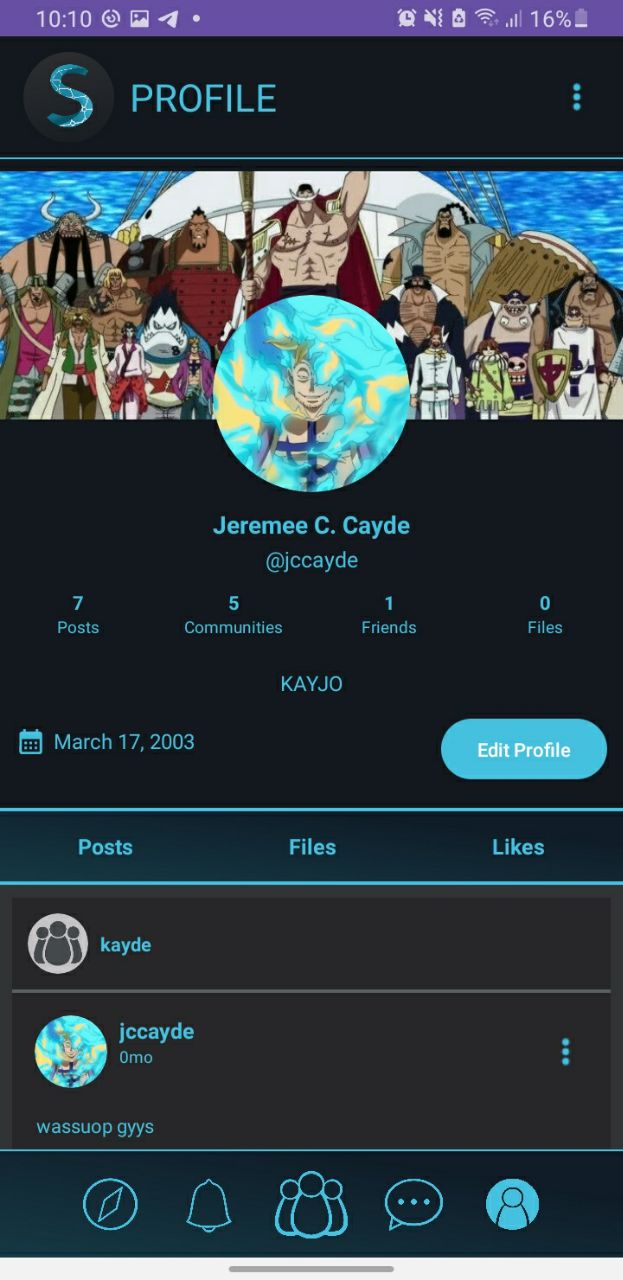 10:10 16%
PROFILE
Jeremee C. Cayde
@jccayde
7 5 1 0
Posts Communities Friends Files
KAYJO
March 17, 2003 Edit Profile
Posts Files Likes
kayde
jccayde
0mo
wassuop gyys